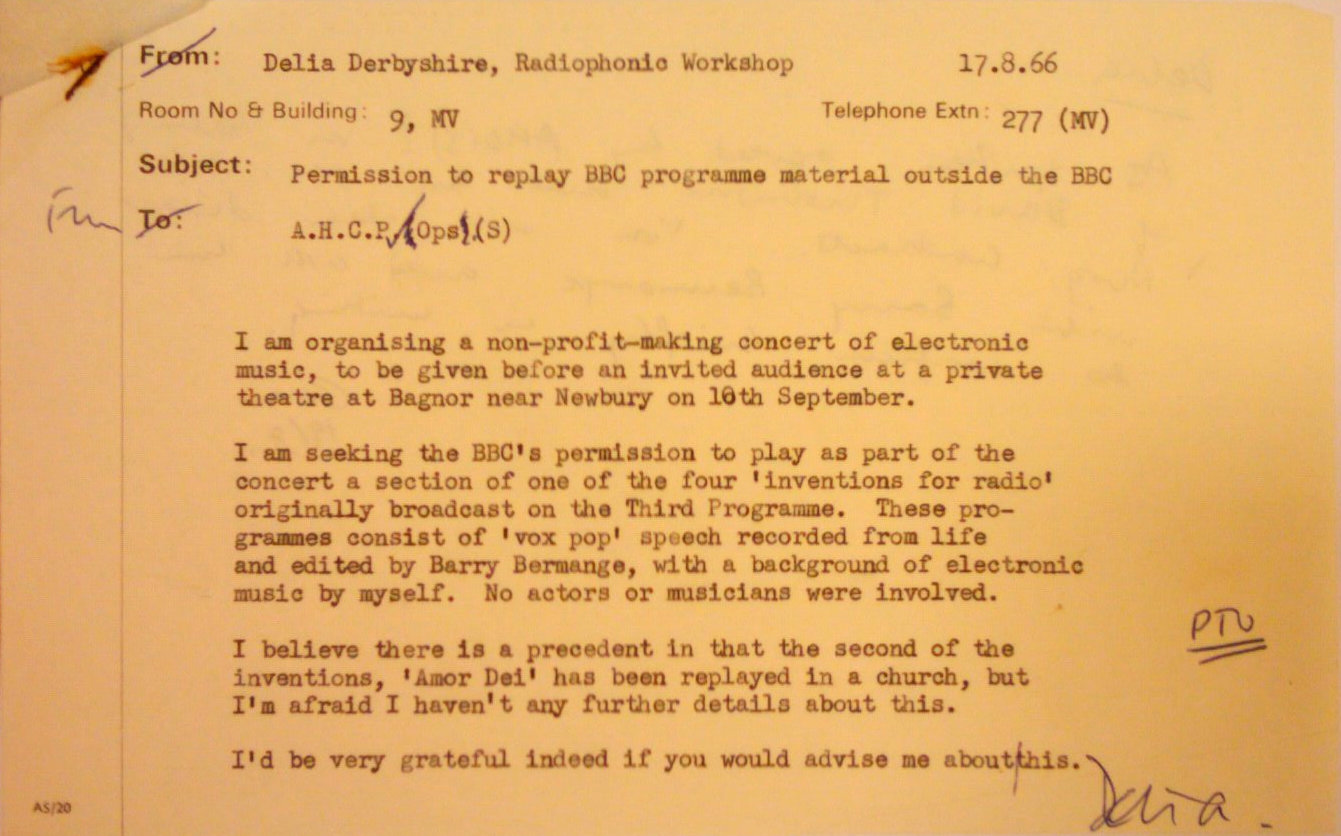 From: Delia Derbyshire, Radiophonic Workshop 17.8.66
Room No & Building: 9, MV Telephone Extn: 277 (MV)
Subject: Permission to replay BBC programme material outside the BBC
From To: A.H.C.P.(Ops).(S)
I am organising a non-profit-making concert of electronic
music, to be given before an invited audience at a private
theatre at Bagnor near Newbury on 10th September.
I am seeking the BBC's permission to play as part of the
concert a section of one of the four 'inventions for radio'
originally broadcast on the Third Programme. These pro-
grammes consist of 'vox pop' speech recorded from life
and edited by Barry Bermange, with a background of electronic
music by myself. No actors or musicians were involved.
PTO
I believe there is a precedent in that the second of the
inventions, 'Amor Dei' has been replayed in a church, but
I'm afraid I haven't any further details about this.
I'd be very grateful indeed if you would advise me about this.
Delia.
AS/20